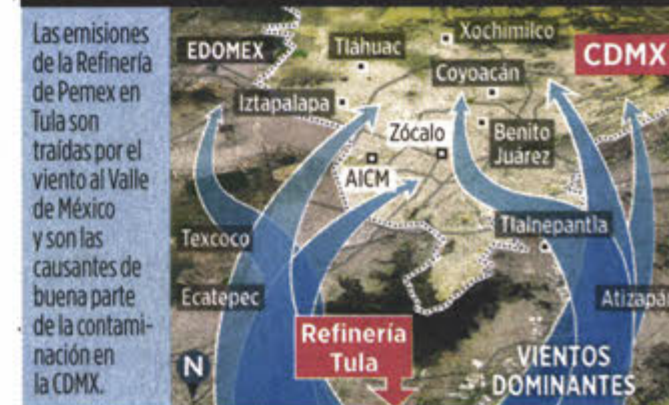 Las emisiones
de la Refinería
de Pemex en
Tula son
traídas por el
viento al Valle
de México
y son las
causantes de
buena parte
de la contami-
nación en
la CDMX.
EDOMEX
Tláhuac
Xochimilco
CDMX
Coyoacán
Iztapalapa
Zócalo
Benito
Juárez
AICM
Texcoco
Tlalnepantla
Ecatepec
Atizapá
Refinería
Tula
N
VIENTOS
DOMINANTES